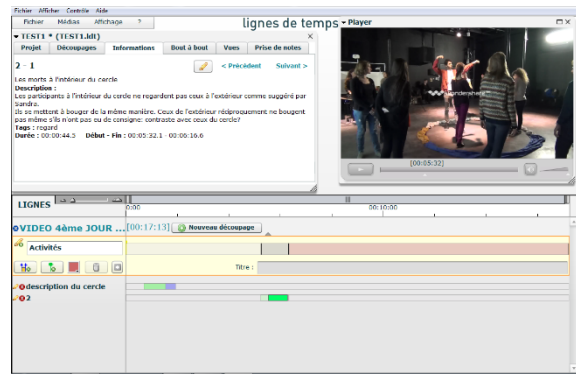 Fichier Afficher Contrôle Aide
Fichier Médias Affichage ?
lignes de temps
Player
TEST1 * (TEST1.ldt)
Projet Découpages Informations Bout à bout Vues Prise de notes
2 - 1
< Précédent Suivant >
Les morts à l'intérieur du cercle
Description :
Les participants à l'intérieur du cercle ne regardent pas ceux à l'extérieur comme suggéré par
Sandra.
Ils se mettent à bouger de la même manière. Ceux de l'extérieur réciproquement ne bougent
pas même s'ils n'ont pas eu de consigne: contraste avec ceux du cercle?
Tags : regard
Durée : 00:00:44.5 Début - Fin : 00:05:32.1 - 00:06:16.6
Wondershare
[00:05:32]
LIGNES
0:00
00:10:00
VIDEO 4ème JOUR ... [00:17:13] Nouveau découpage
Activités
Titre :
description du cercle
2